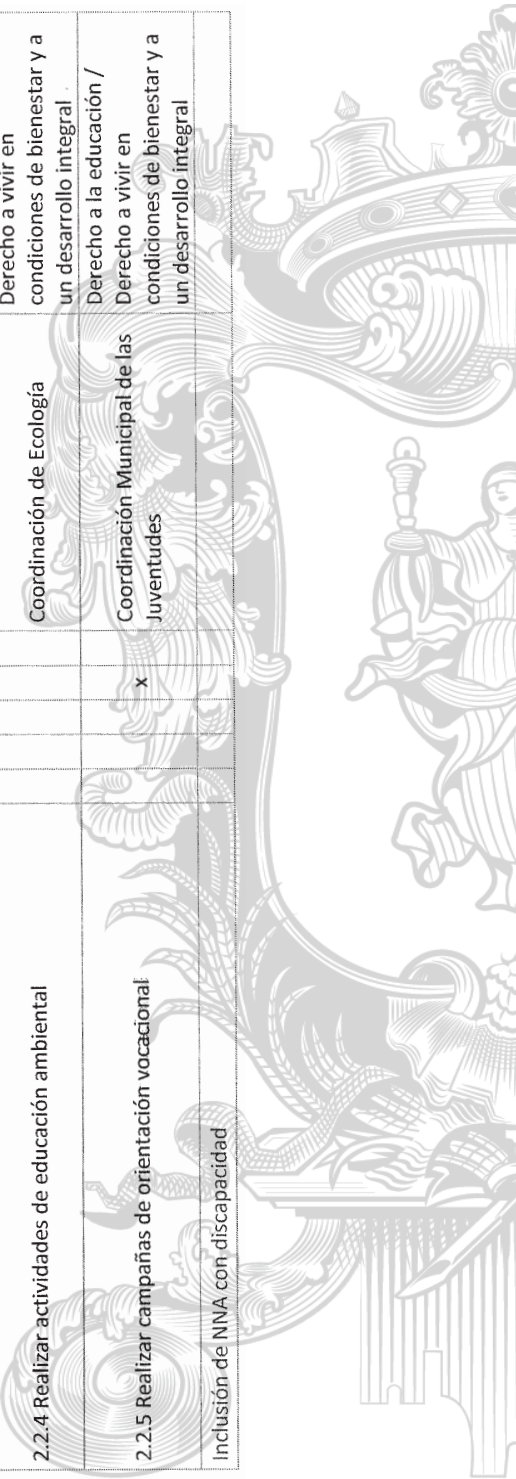 2.2.4 Realizar actividades de educación ambiental
Coordinación de Ecología
Derecho a vivir en
condiciones de bienestar y a
un desarrollo integral
2.2.5 Realizar campañas de orientación vocacional
x
Coordinación Municipal de las
Juventudes
Derecho a la educación /
Derecho a vivir en
condiciones de bienestar y a
un desarrollo integral
Inclusión de NNA con discapacidad